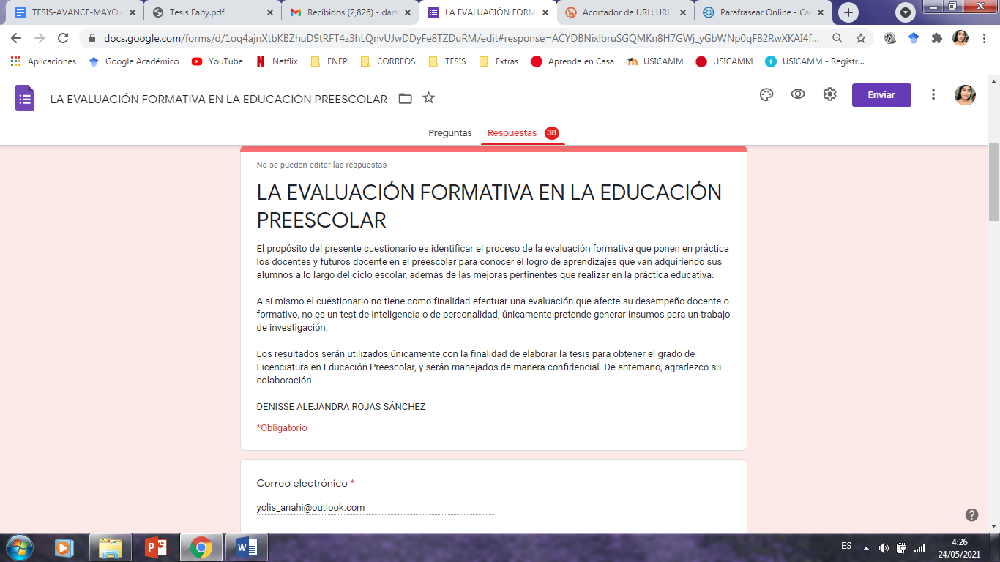 TESIS-AVANCE-MAYO.
Tesis Faby.pdf
Recibidos (2,826) - dars
LA EVALUACIÓN FORM
Acortador de URL: URL
Parafrasear Online - Ca
docs.google.com/forms/d/1oq4ajnXtbKBZhuD9tRFT4z3hLQnvUJwDDyFe8TZDuRM/edit#response=ACYDBNixlbruSGQMKn8H7GWj_yGbWNp0qF82RwXKAI4f...
Aplicaciones
Google Académico
YouTube
Netflix
ENEP
CORREOS
TESIS
Extras
Aprende en Casa
USICAMM
USICAMM
USICAMM - Registr...
LA EVALUACIÓN FORMATIVA EN LA EDUCACIÓN PREESCOLAR
Enviar
Preguntas
Respuestas 38
No se pueden editar las respuestas
LA EVALUACIÓN FORMATIVA EN LA EDUCACIÓN
PREESCOLAR
El propósito del presente cuestionario es identificar el proceso de la evaluación formativa que ponen en práctica
los docentes y futuros docente en el preescolar para conocer el logro de aprendizajes que van adquiriendo sus
alumnos a lo largo del ciclo escolar, además de las mejoras pertinentes que realizar en la práctica educativa.
A sí mismo el cuestionario no tiene como finalidad efectuar una evaluación que afecte su desempeño docente o
formativo, no es un test de inteligencia o de personalidad, únicamente pretende generar insumos para un trabajo
de investigación.
Los resultados serán utilizados únicamente con la finalidad de elaborar la tesis para obtener el grado de
Licenciatura en Educación Preescolar, y serán manejados de manera confidencial. De antemano, agradezco su
colaboración.
DENISSE ALEJANDRA ROJAS SÁNCHEZ
*Obligatorio
Correo electrónico *
yolis_anahi@outlook.com
ES
4:26
24/05/2021